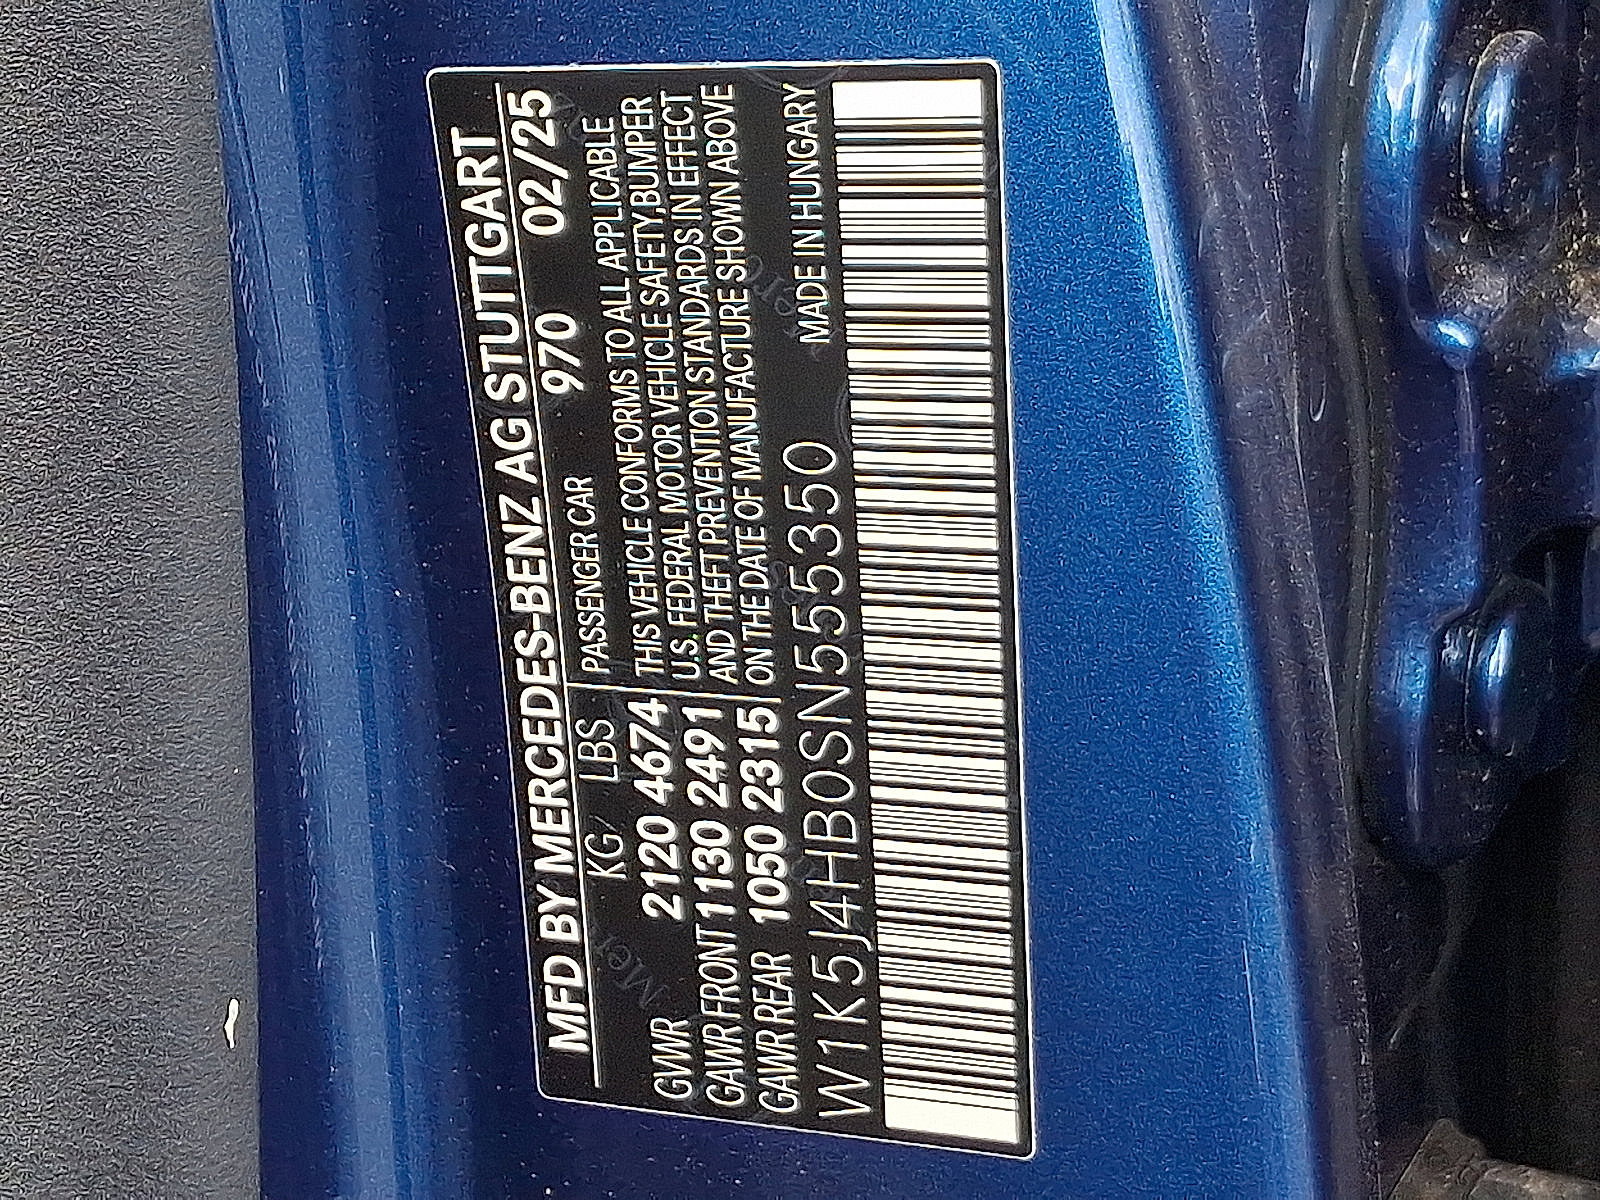 MFD BY MERCEDES-BENZ AG STUTTGART
KG LBS PASSENGER CAR 970 02/25
GVWR 2120 4674 THIS VEHICLE CONFORMS TO ALL APPLICABLE
GAWR FRONT 1130 2491 U.S. FEDERAL MOTOR VEHICLE SAFETY,BUMPER
GAWR REAR 1050 2315 AND THEFT PREVENTION STANDARDS IN EFFECT
ON THE DATE OF MANUFACTURE SHOWN ABOVE
W1K5J4HB0SN555350 MADE IN HUNGARY